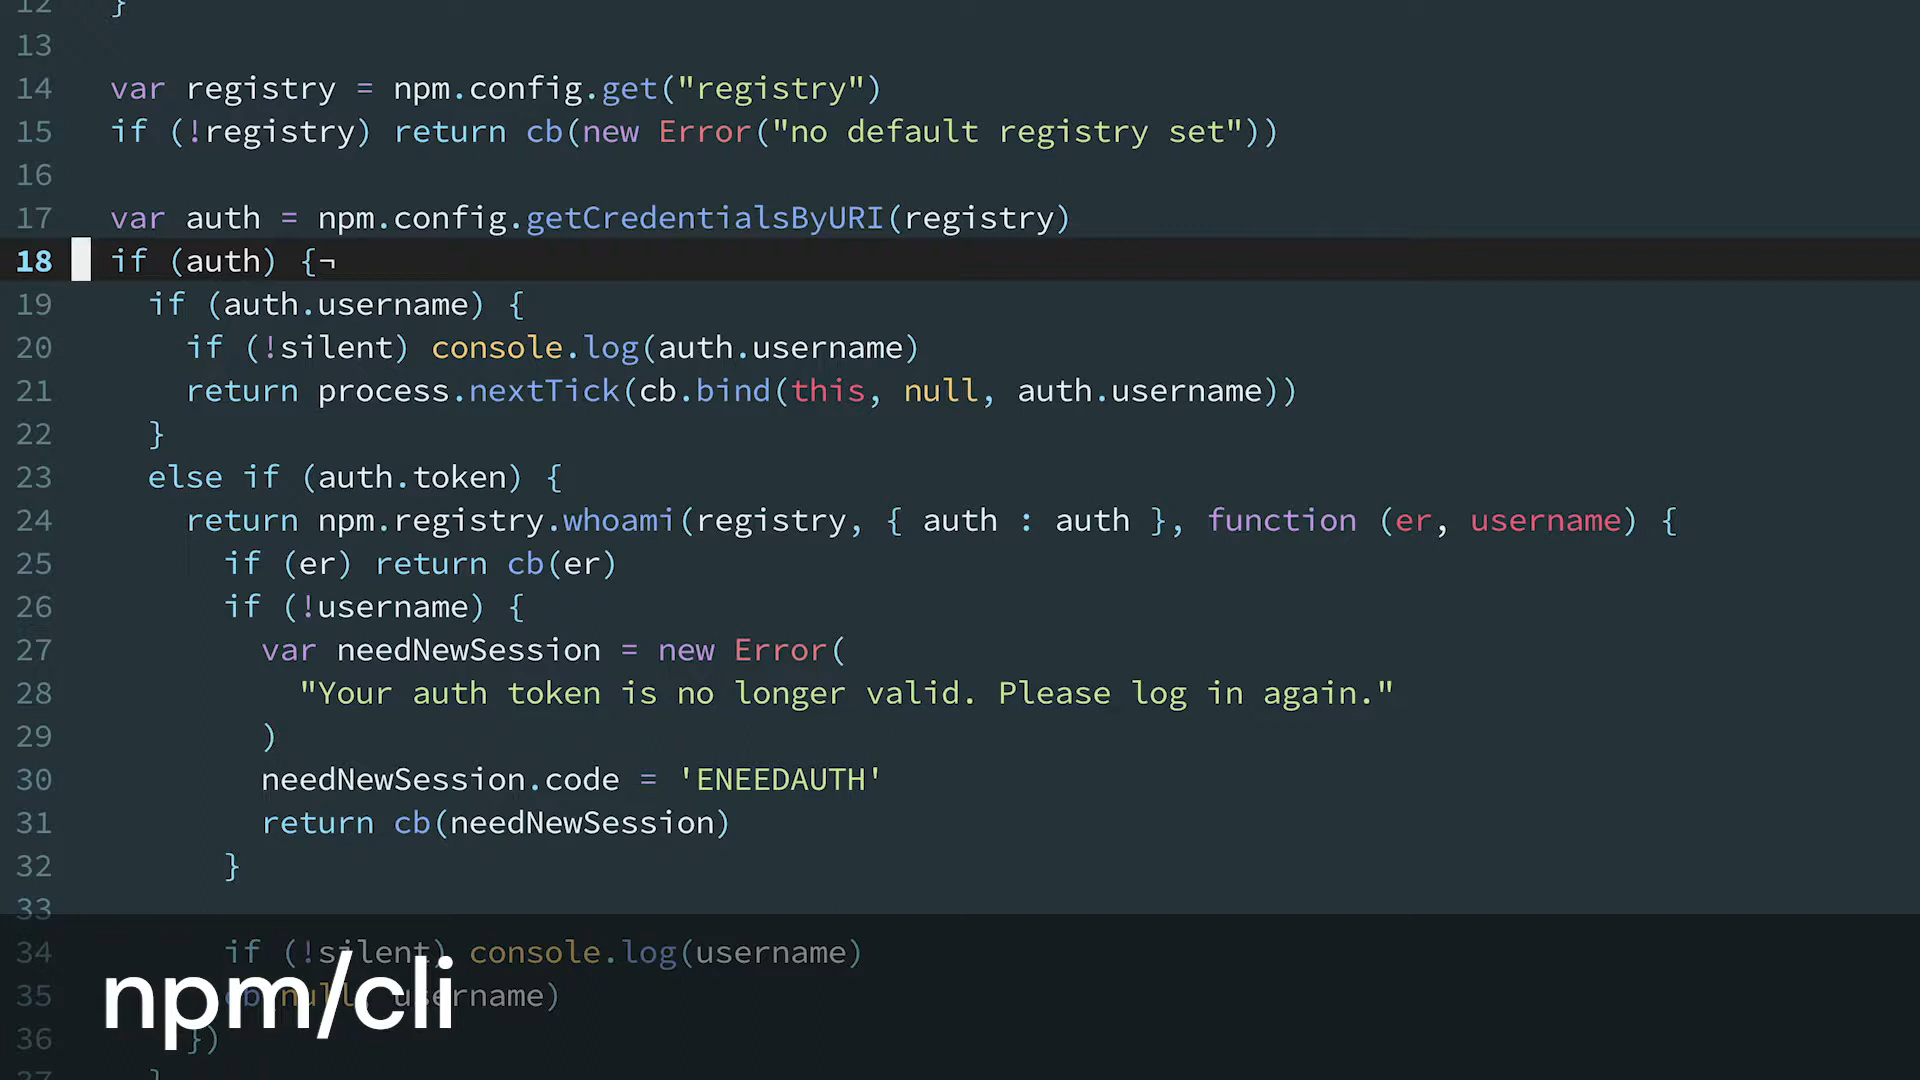 12 }
13
14 var registry = npm.config.get("registry")
15 if (!registry) return cb(new Error("no default registry set"))
16
17 var auth = npm.config.getCredentialsByURI(registry)
18 if (auth) {¬
19 if (auth.username) {
20 if (!silent) console.log(auth.username)
21 return process.nextTick(cb.bind(this, null, auth.username))
22 }
23 else if (auth.token) {
24 return npm.registry.whoami(registry, { auth : auth }, function (er, username) {
25 if (er) return cb(er)
26 if (!username) {
27 var needNewSession = new Error(
28 "Your auth token is no longer valid. Please log in again."
29 )
30 needNewSession.code = 'ENEEDAUTH'
31 return cb(needNewSession)
32 }
33
34 if (!silent) console.log(username)
35 cb(null, username)
36 })
37 }
npm/cli